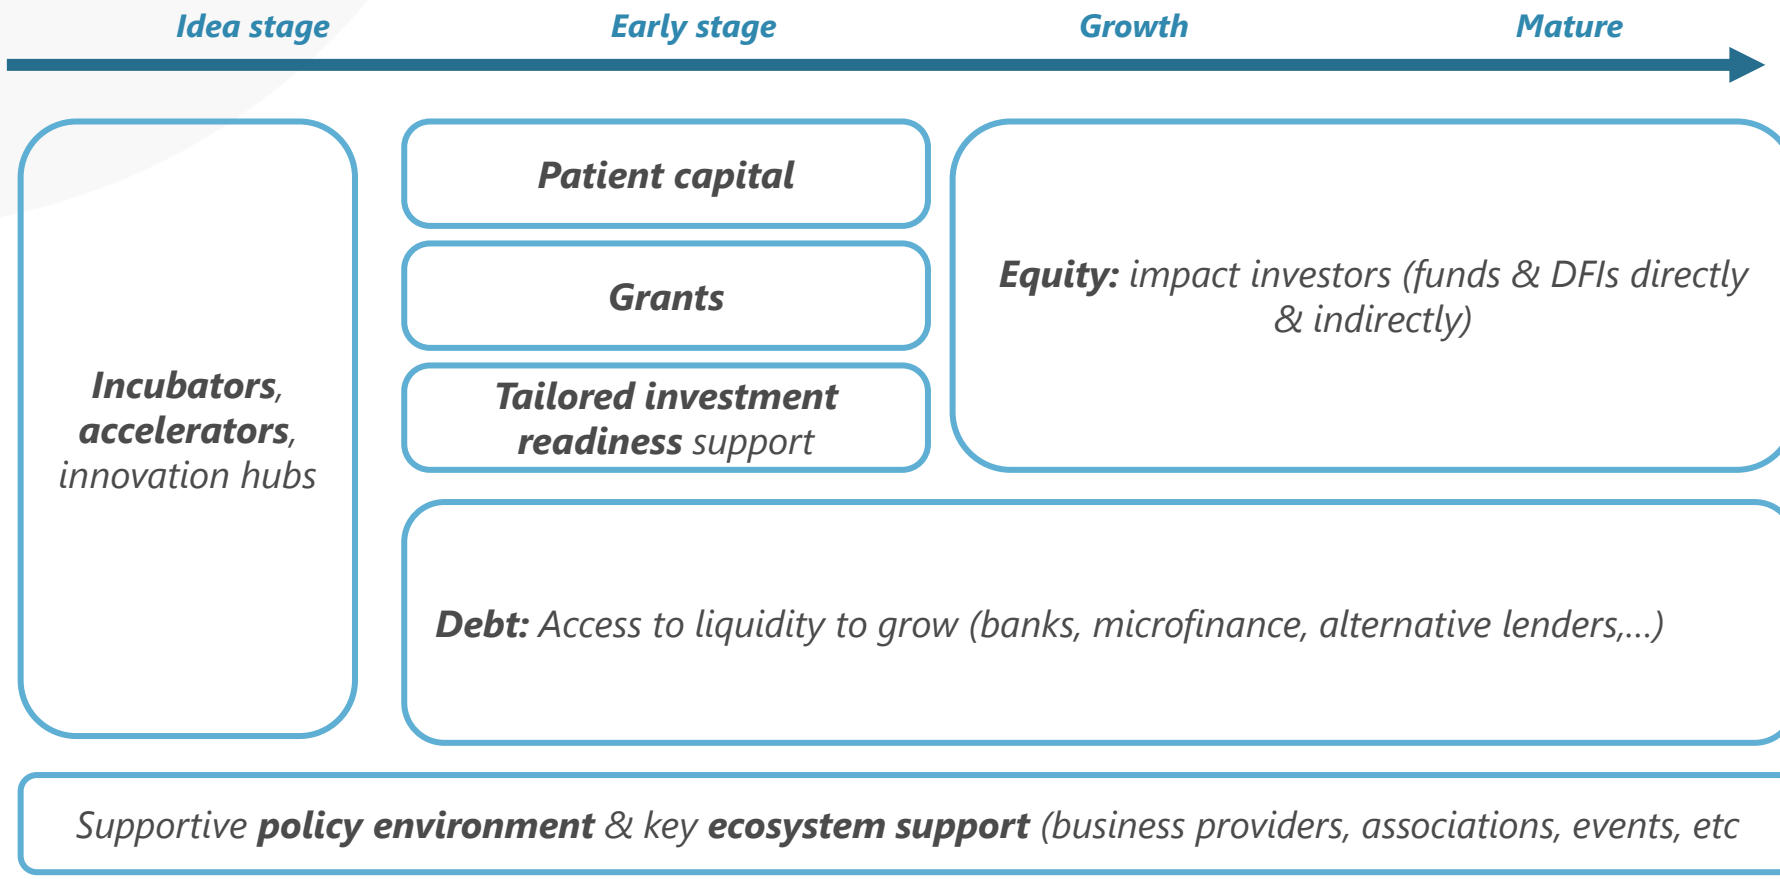 Idea stage
Early stage
Growth
Mature
Incubators,
accelerators,
innovation hubs
Patient capital
Grants
Tailored investment
readiness support
Equity: impact investors (funds & DFIs directly
& indirectly)
Debt: Access to liquidity to grow (banks, microfinance, alternative lenders,...)
Supportive policy environment & key ecosystem support (business providers, associations, events, etc